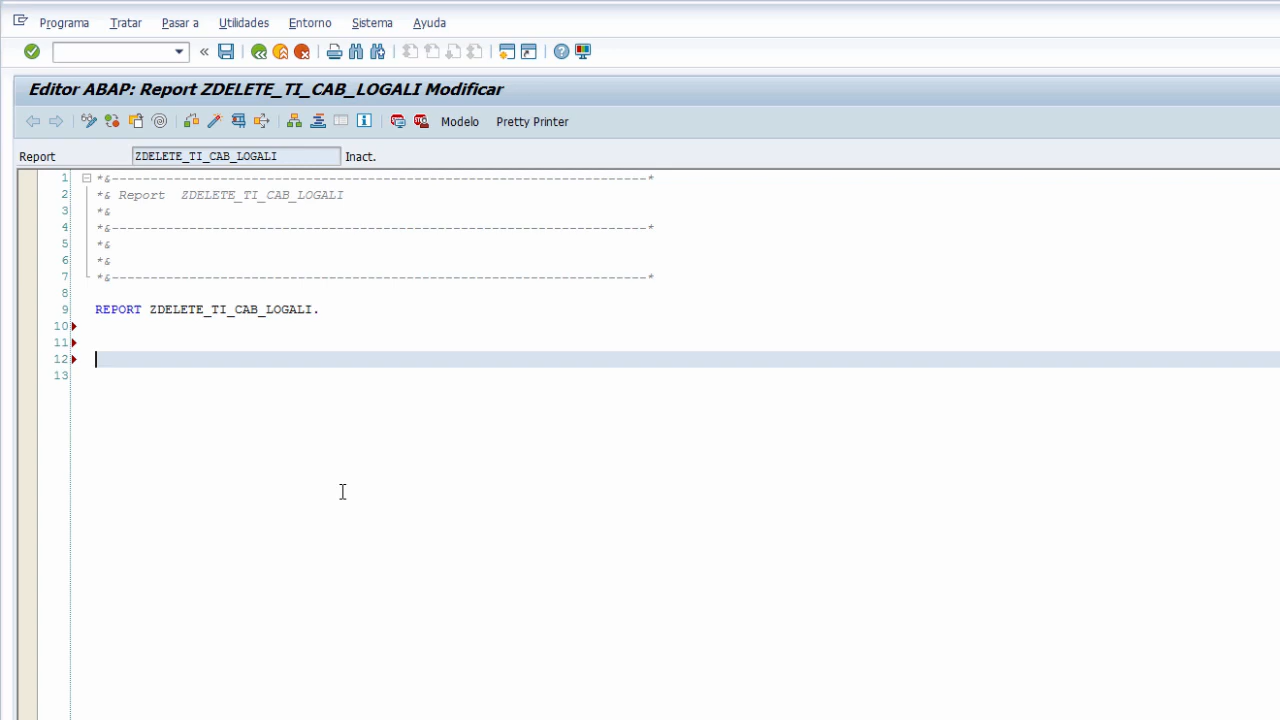 Programa Tratar Pasar a Utilidades Entorno Sistema Ayuda
Editor ABAP: Report ZDELETE_TI_CAB_LOGALI Modificar
Modelo Pretty Printer
Report ZDELETE_TI_CAB_LOGALI Inact.
1 *&---------------------------------------------------------------------*
2 *& Report  ZDELETE_TI_CAB_LOGALI
3 *&
4 *&---------------------------------------------------------------------*
5 *&
6 *&
7 *&---------------------------------------------------------------------*
8
9 REPORT ZDELETE_TI_CAB_LOGALI.
10
11
12
13